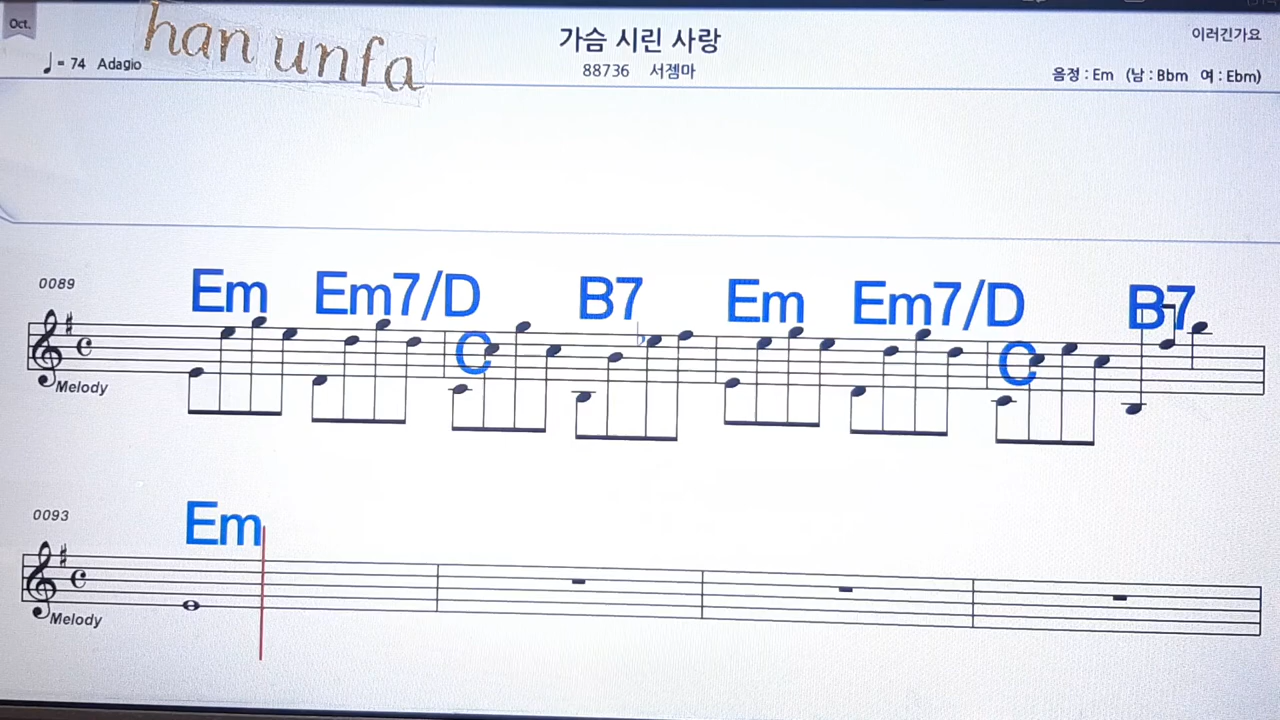 Oct.
han unfa
가슴 시린 사랑
이러긴가요
♩= 74 Adagio
88736 서젬마
음정 : Em (남 : Bbm 여 : Ebm)
0089
Em Em7/D C B7 Em Em7/D C B7
Melody
0093
Em
Melody